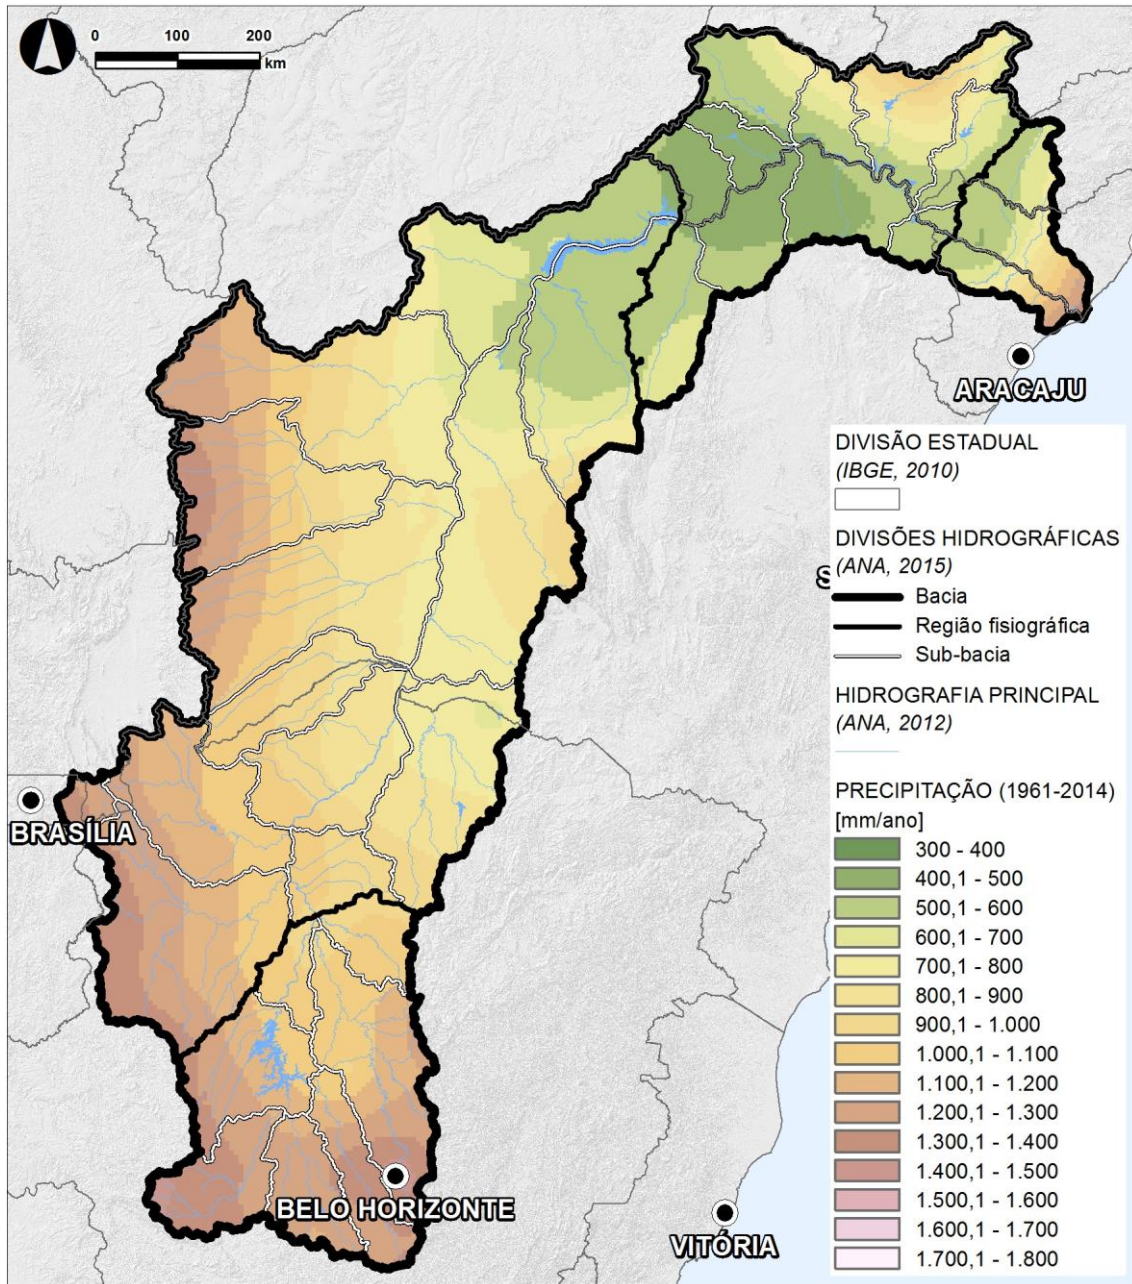 0 100 200
km
ARACAJU
DIVISÃO ESTADUAL
(IBGE, 2010)
DIVISÕES HIDROGRÁFICAS
(ANA, 2015)
S
Bacia
Região fisiográfica
Sub-bacia
HIDROGRAFIA PRINCIPAL
(ANA, 2012)
BRASÍLIA
PRECIPITAÇÃO (1961-2014)
[mm/ano]
300 - 400
400,1 - 500
500,1 - 600
600,1 - 700
700,1 - 800
800,1 - 900
900,1 - 1.000
1.000,1 - 1.100
1.100,1 - 1.200
1.200,1 - 1.300
1.300,1 - 1.400
1.400,1 - 1.500
1.500,1 - 1.600
1.600,1 - 1.700
1.700,1 - 1.800
BELO HORIZONTE
VITÓRIA